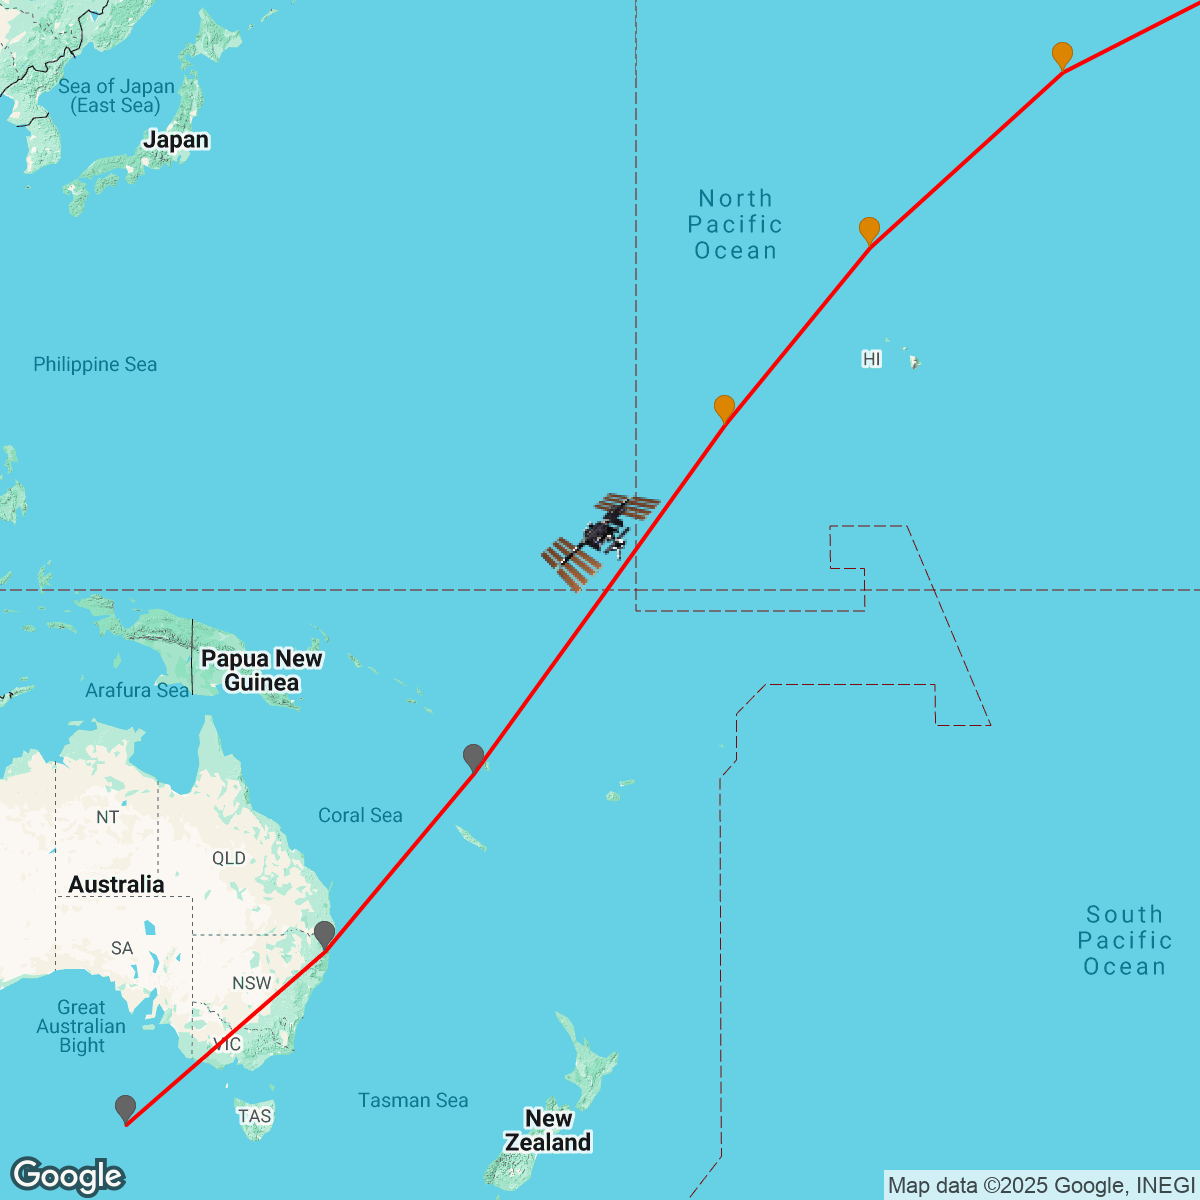 Sea of Japan
(East Sea)
Japan
North
Pacific
Ocean
Philippine Sea
HI
Papua New
Guinea
Arafura Sea
Coral Sea
NT
QLD
Australia
SA
NSW
South
Pacific
Ocean
Great
Australian
Bight
VIC
Tasman Sea
TAS
New
Zealand
Google
Map data ©2025 Google, INEGI